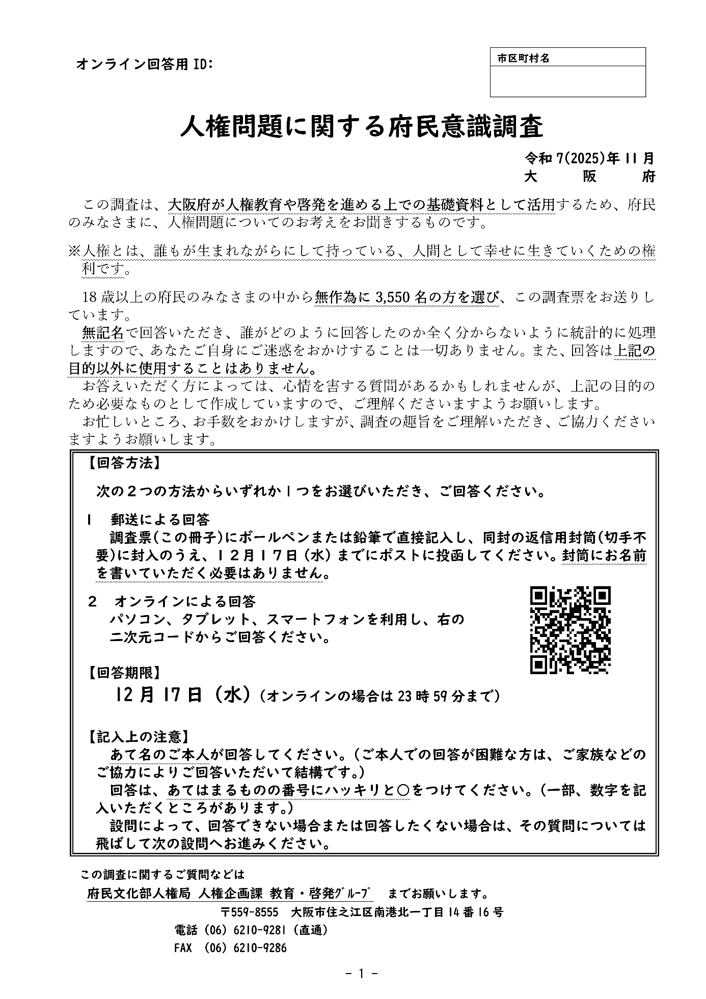 オンライン回答用 ID:
市区町村名
人権問題に関する府民意識調査
令和 7(2025)年 11 月
大 阪 府
この調査は、大阪府が人権教育や啓発を進める上での基礎資料として活用するため、府民
のみなさまに、人権問題についてのお考えをお聞きするものです。
※人権とは、誰もが生まれながらにして持っている、人間として幸せに生きていくための権
利です。
18 歳以上の府民のみなさまの中から無作為に 3,550 名の方を選び、この調査票をお送りし
ています。
無記名で回答いただき、誰がどのように回答したのか全く分からないように統計的に処理
しますので、あなたご自身にご迷惑をおかけすることは一切ありません。また、回答は上記の
目的以外に使用することはありません。
お答えいただく方によっては、心情を害する質問があるかもしれませんが、上記の目的の
ため必要なものとして作成していますので、ご理解くださいますようお願いします。
お忙しいところ、お手数をおかけしますが、調査の趣旨をご理解いただき、ご協力ください
ますようお願いします。
【回答方法】
次の２つの方法からいずれか１つをお選びいただき、ご回答ください。
１ 郵送による回答
調査票(この冊子)にボールペンまたは鉛筆で直接記入し、同封の返信用封筒(切手不
要)に封入のうえ、１２月１７日（水）までにポストに投函してください。封筒にお名前
を書いていただく必要はありません。
２ オンラインによる回答
パソコン、タブレット、スマートフォンを利用し、右の
二次元コードからご回答ください。
【回答期限】
12 月 17 日（水）（オンラインの場合は 23 時 59 分まで）
【記入上の注意】
あて名のご本人が回答してください。（ご本人での回答が困難な方は、ご家族などの
ご協力によりご回答いただいて結構です。）
回答は、あてはまるものの番号にハッキリと○をつけてください。（一部、数字を記
入いただくところがあります。）
設問によって、回答できない場合または回答したくない場合は、その質問については
飛ばして次の設問へお進みください。
この調査に関するご質問などは
府民文化部人権局 人権企画課 教育・啓発ｸﾞﾙｰﾌﾟ までお願いします。
〒559-8555 大阪市住之江区南港北一丁目 14 番 16 号
電話（06）6210-9281（直通）
FAX （06）6210-9286
- 1 -